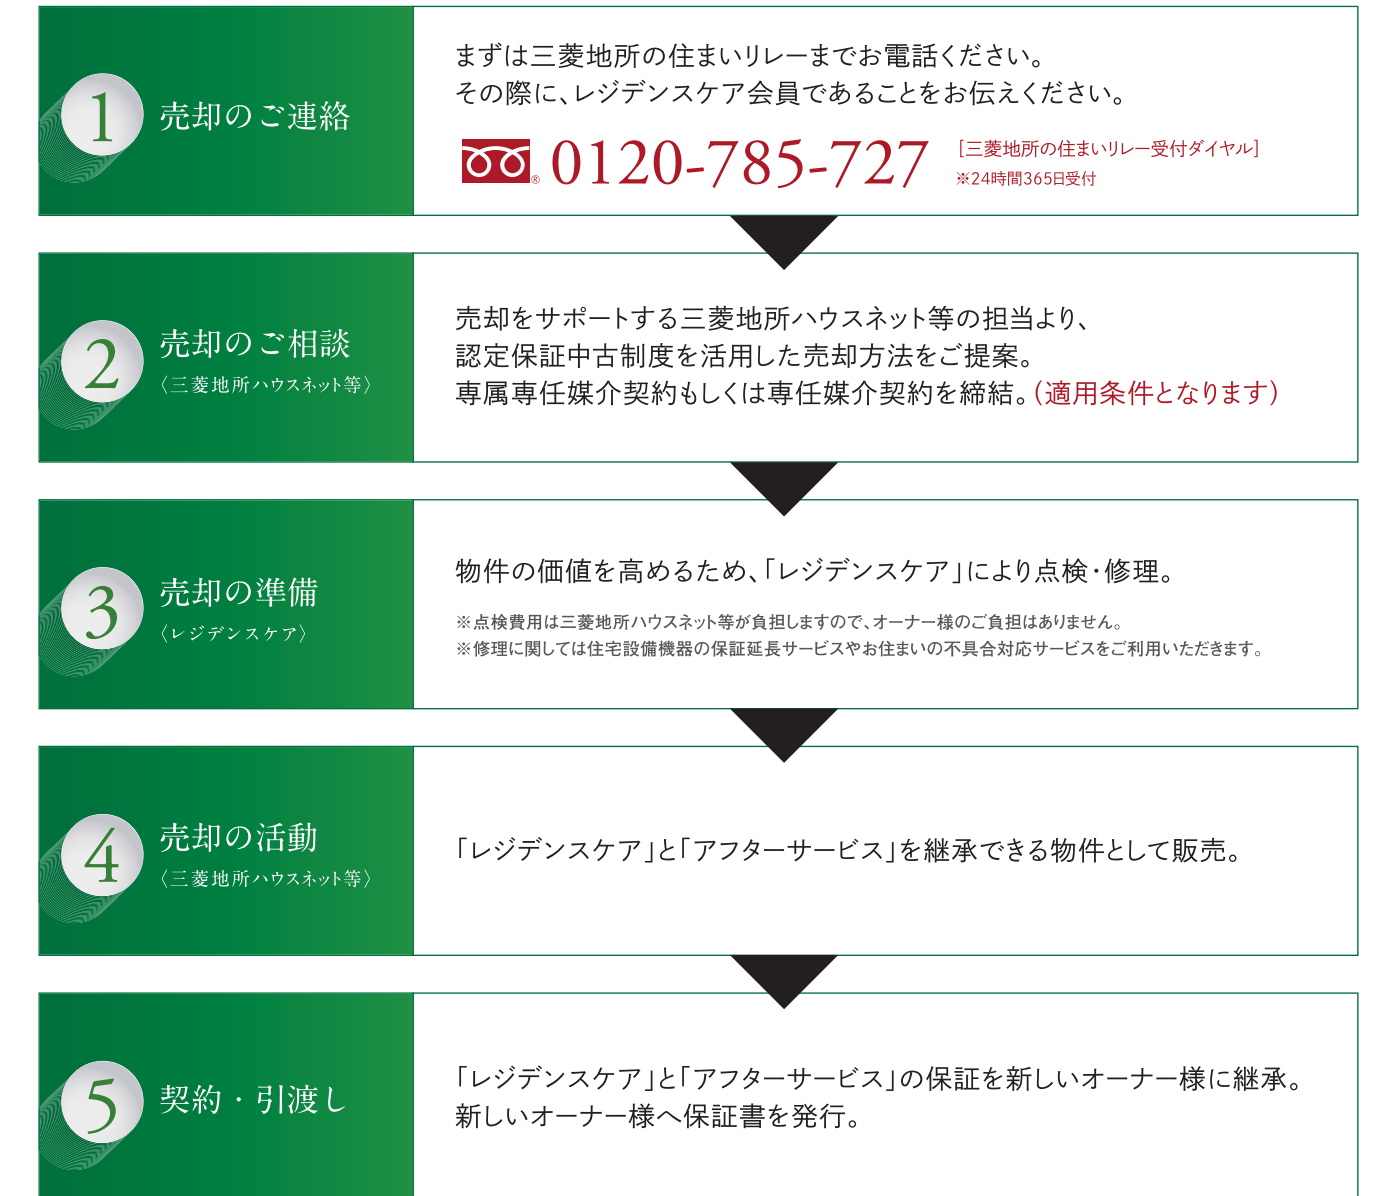 1
売却のご連絡
まずは三菱地所の住まいリレーまでお電話ください。
その際に、レジデンスケア会員であることをお伝えください。
® 0120-785-727
[三菱地所の住まいリレー受付ダイヤル]
※24時間365日受付
2
売却のご相談
〈三菱地所ハウスネット等〉
売却をサポートする三菱地所ハウスネット等の担当より、
認定保証中古制度を活用した売却方法をご提案。
専属専任媒介契約もしくは専任媒介契約を締結。(適用条件となります)
3
売却の準備
〈レジデンスケア〉
物件の価値を高めるため、「レジデンスケア」により点検・修理。
※点検費用は三菱地所ハウスネット等が負担しますので、オーナー様のご負担はありません。
※修理に関しては住宅設備機器の保証延長サービスやお住まいの不具合対応サービスをご利用いただきます。
4
売却の活動
〈三菱地所ハウスネット等〉
「レジデンスケア」と「アフターサービス」を継承できる物件として販売。
5
契約・引渡し
「レジデンスケア」と「アフターサービス」の保証を新しいオーナー様に継承。
新しいオーナー様へ保証書を発行。